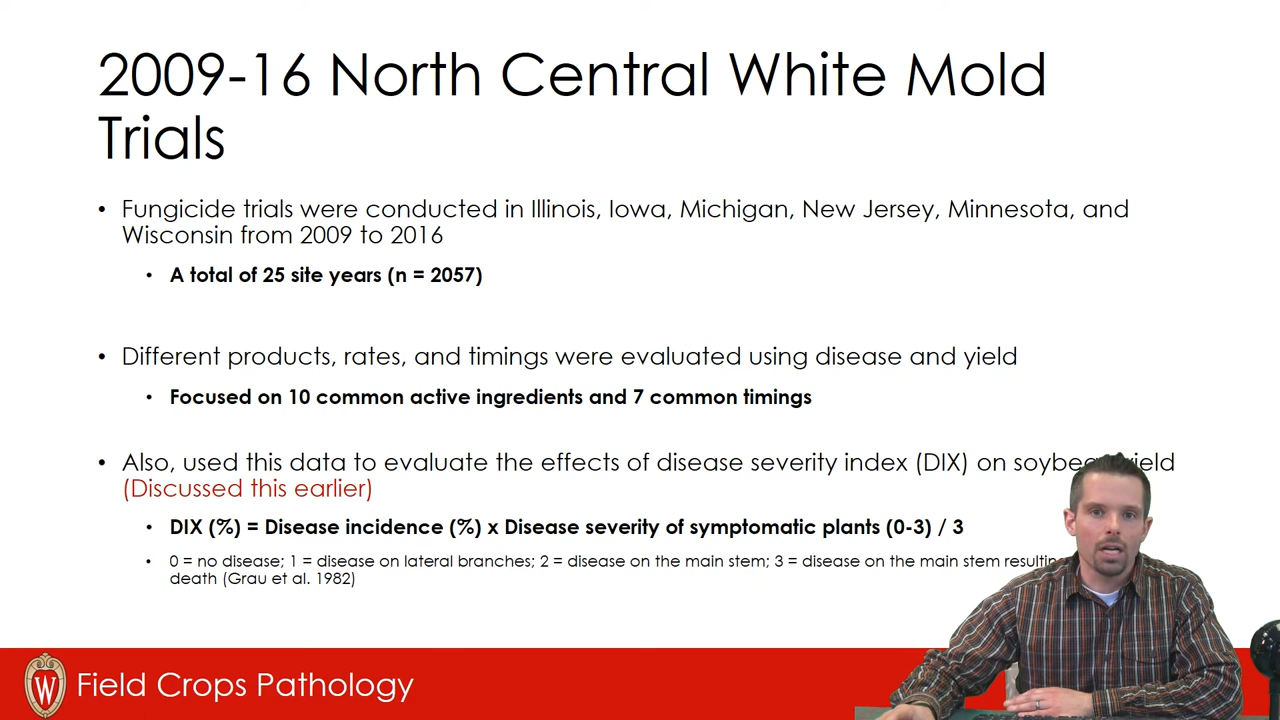 2009-16 North Central White Mold
Trials
• Fungicide trials were conducted in Illinois, Iowa, Michigan, New Jersey, Minnesota, and
Wisconsin from 2009 to 2016
• A total of 25 site years (n = 2057)
• Different products, rates, and timings were evaluated using disease and yield
• Focused on 10 common active ingredients and 7 common timings
• Also, used this data to evaluate the effects of disease severity index (DIX) on
(Discussed this earlier)
• DIX (%) = Disease incidence (%) x Disease severity of symptomatic plants (0-3) / 3
• 0 = no disease; 1 = disease on lateral branches; 2 = disease on the main stem; 3 = disease on the main stem
death (Grau et al. 1982)
W
Field Crops Pathology